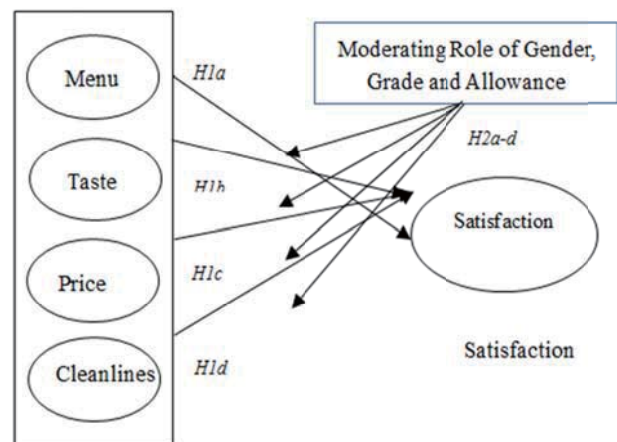 Menu
H1a
Moderating Role of Gender,
Grade and Allowance
H2a-d
Taste
H1b
Satisfaction
Price
H1c
Satisfaction
Cleanlines
H1d